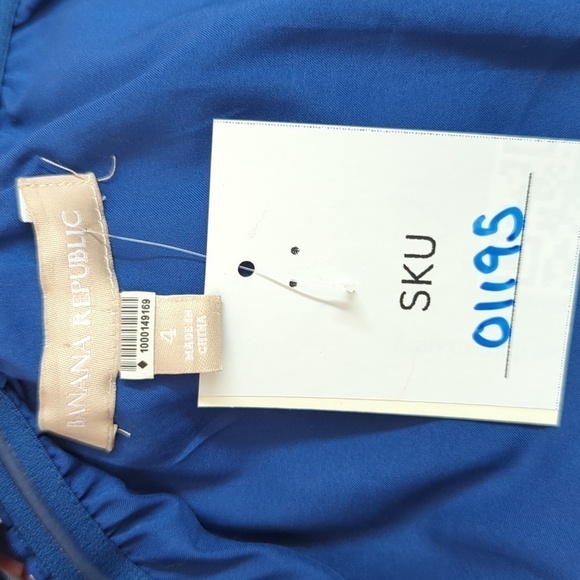 BANANA REPUBLIC
◆ 1000149169
4
MADE IN
CHINA
SKU
01195